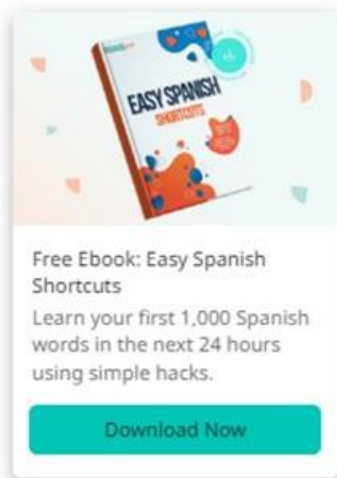 EASY SPANISH
SHORTCUTS
Free Ebook: Easy Spanish
Shortcuts
Learn your first 1,000 Spanish
words in the next 24 hours
using simple hacks.
Download Now